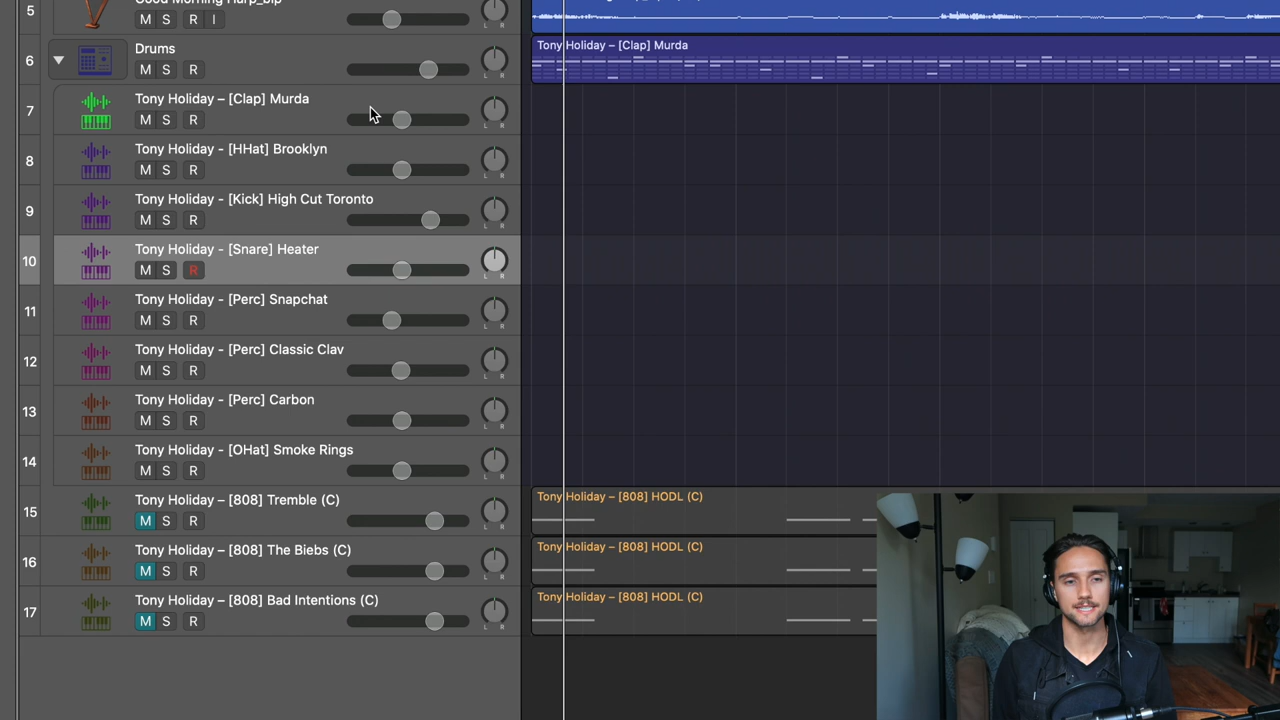 5
Good Morning Harp_bip
M S R I
6
Drums
M S R
Tony Holiday – [Clap] Murda
7
Tony Holiday – [Clap] Murda
M S R
L R
8
Tony Holiday - [HHat] Brooklyn
M S R
L R
9
Tony Holiday - [Kick] High Cut Toronto
M S R
L R
10
Tony Holiday - [Snare] Heater
M S R
L R
11
Tony Holiday - [Perc] Snapchat
M S R
L R
12
Tony Holiday - [Perc] Classic Clav
M S R
L R
13
Tony Holiday - [Perc] Carbon
M S R
L R
14
Tony Holiday - [OHat] Smoke Rings
M S R
L R
15
Tony Holiday – [808] Tremble (C)
M S R
L R
Tony Holiday – [808] HODL (C)
16
Tony Holiday – [808] The Biebs (C)
M S R
L R
Tony Holiday – [808] HODL (C)
17
Tony Holiday – [808] Bad Intentions (C)
M S R
L R
Tony Holiday – [808] HODL (C)